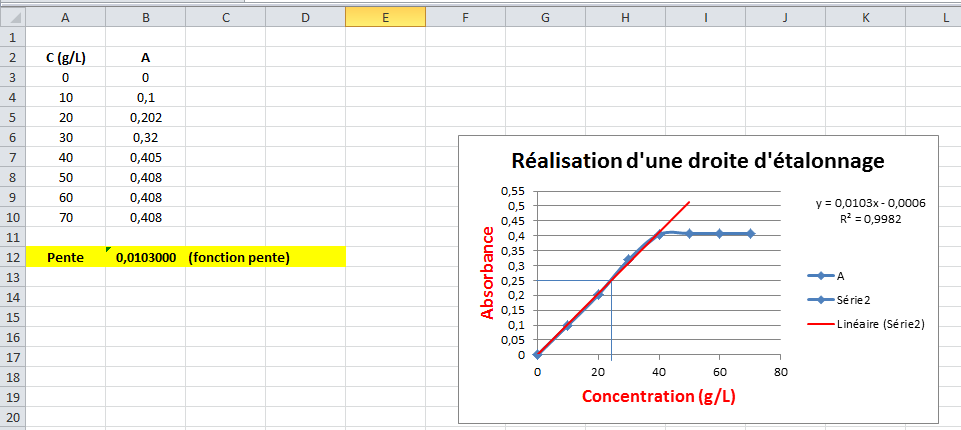 A B C D E F G H I J K L
1
2 C (g/L) A
3 0 0
4 10 0,1
5 20 0,202
6 30 0,32
7 40 0,405
8 50 0,408
9 60 0,408
10 70 0,408
11
12 Pente 0,0103000 (fonction pente)
13
14
15
16
17
18
19
20
Réalisation d'une droite d'étalonnage
Absorbance
0,55
0,5
0,45
0,4
0,35
0,3
0,25
0,2
0,15
0,1
0,05
0
0 20 40 60 80
Concentration (g/L)
y = 0,0103x - 0,0006
R² = 0,9982
A
Série2
Linéaire (Série2)